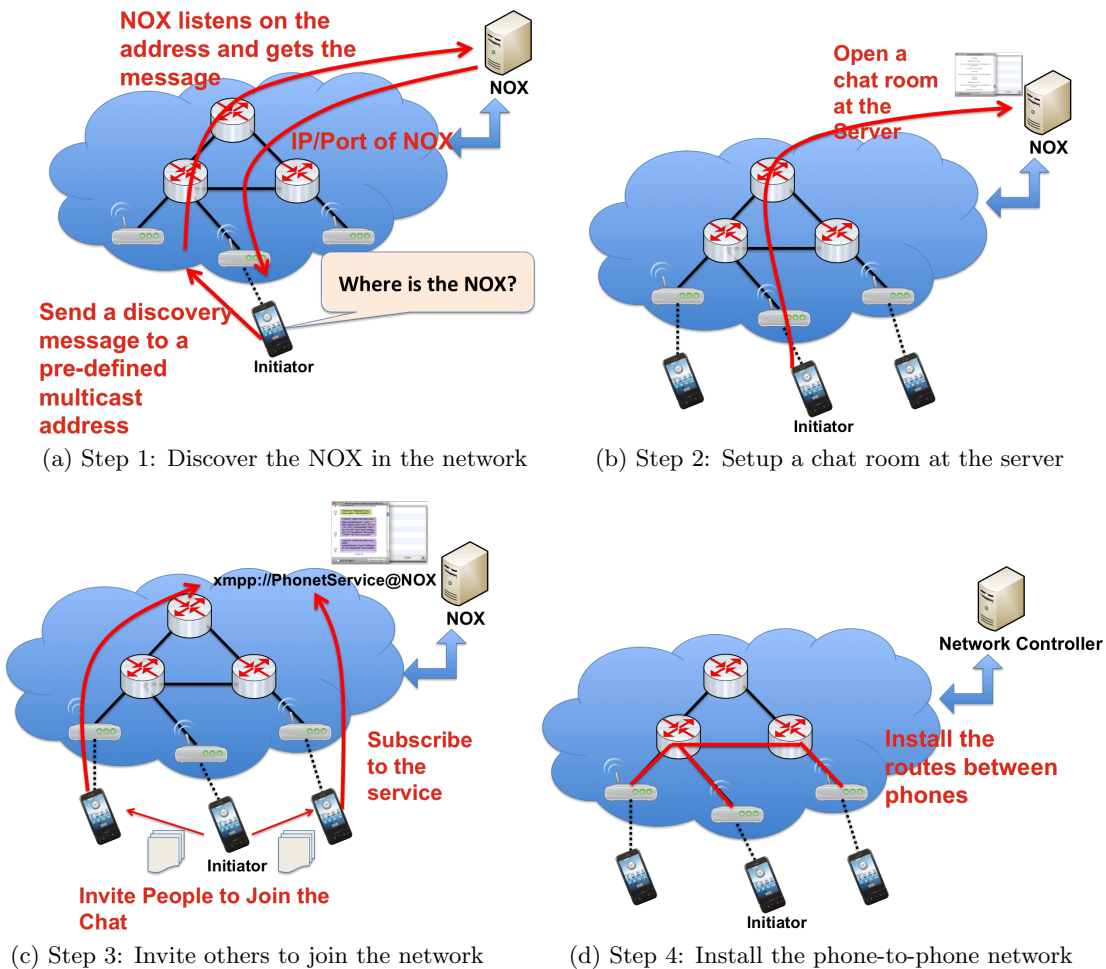 NOX listens on the
address and gets the
message
NOX
IP/Port of NOX
Where is the NOX?
Send a discovery
message to a
pre-defined
multicast
address
Initiator
(a) Step 1: Discover the NOX in the network
Open a
chat room
at the
Server
NOX
Initiator
(b) Step 2: Setup a chat room at the server
xmpp://PhonetService@NOX
NOX
Subscribe
to the
service
Initiator
Invite People to Join the
Chat
(c) Step 3: Invite others to join the network
Network Controller
Install the
routes between
phones
Initiator
(d) Step 4: Install the phone-to-phone network